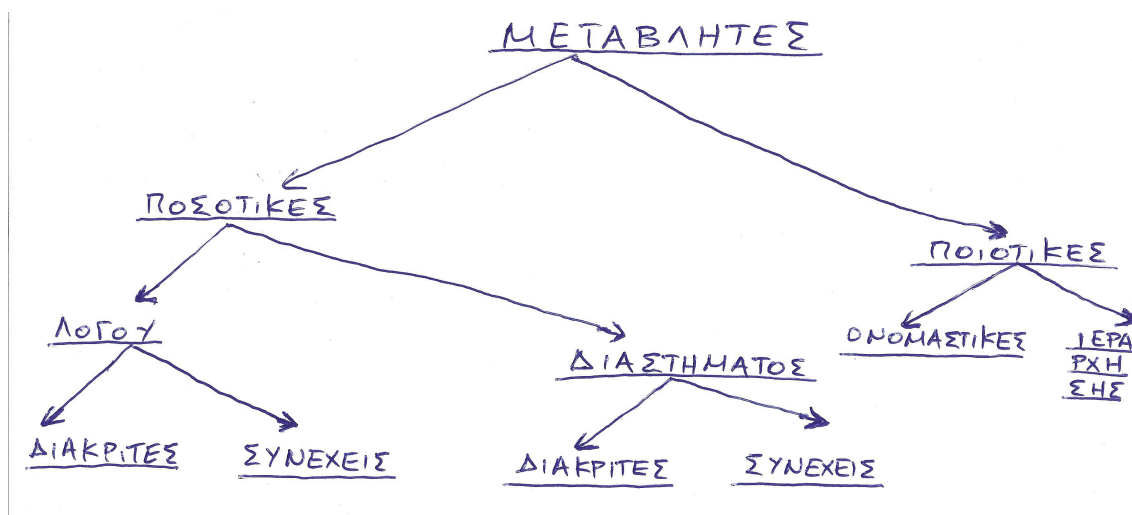 ΜΕΤΑΒΛΗΤΕΣ
ΠΟΣΟΤΙΚΕΣ
ΠΟΙΟΤΙΚΕΣ
ΛΟΓΟΥ
ΔΙΑΣΤΗΜΑΤΟΣ
ΟΝΟΜΑΣΤΙΚΕΣ
ΙΕΡΑ
ΡΧΗ
ΣΗΣ
ΔΙΑΚΡΙΤΕΣ
ΣΥΝΕΧΕΙΣ
ΔΙΑΚΡΙΤΕΣ
ΣΥΝΕΧΕΙΣ